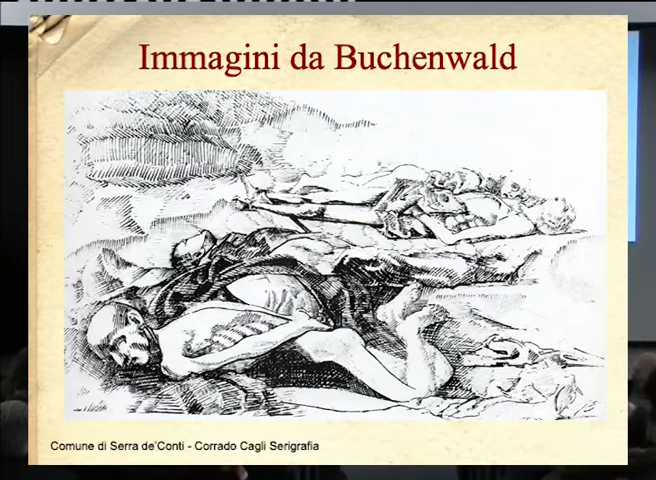 Immagini da Buchenwald
Comune di Serra de'Conti - Corrado Cagli Serigrafia